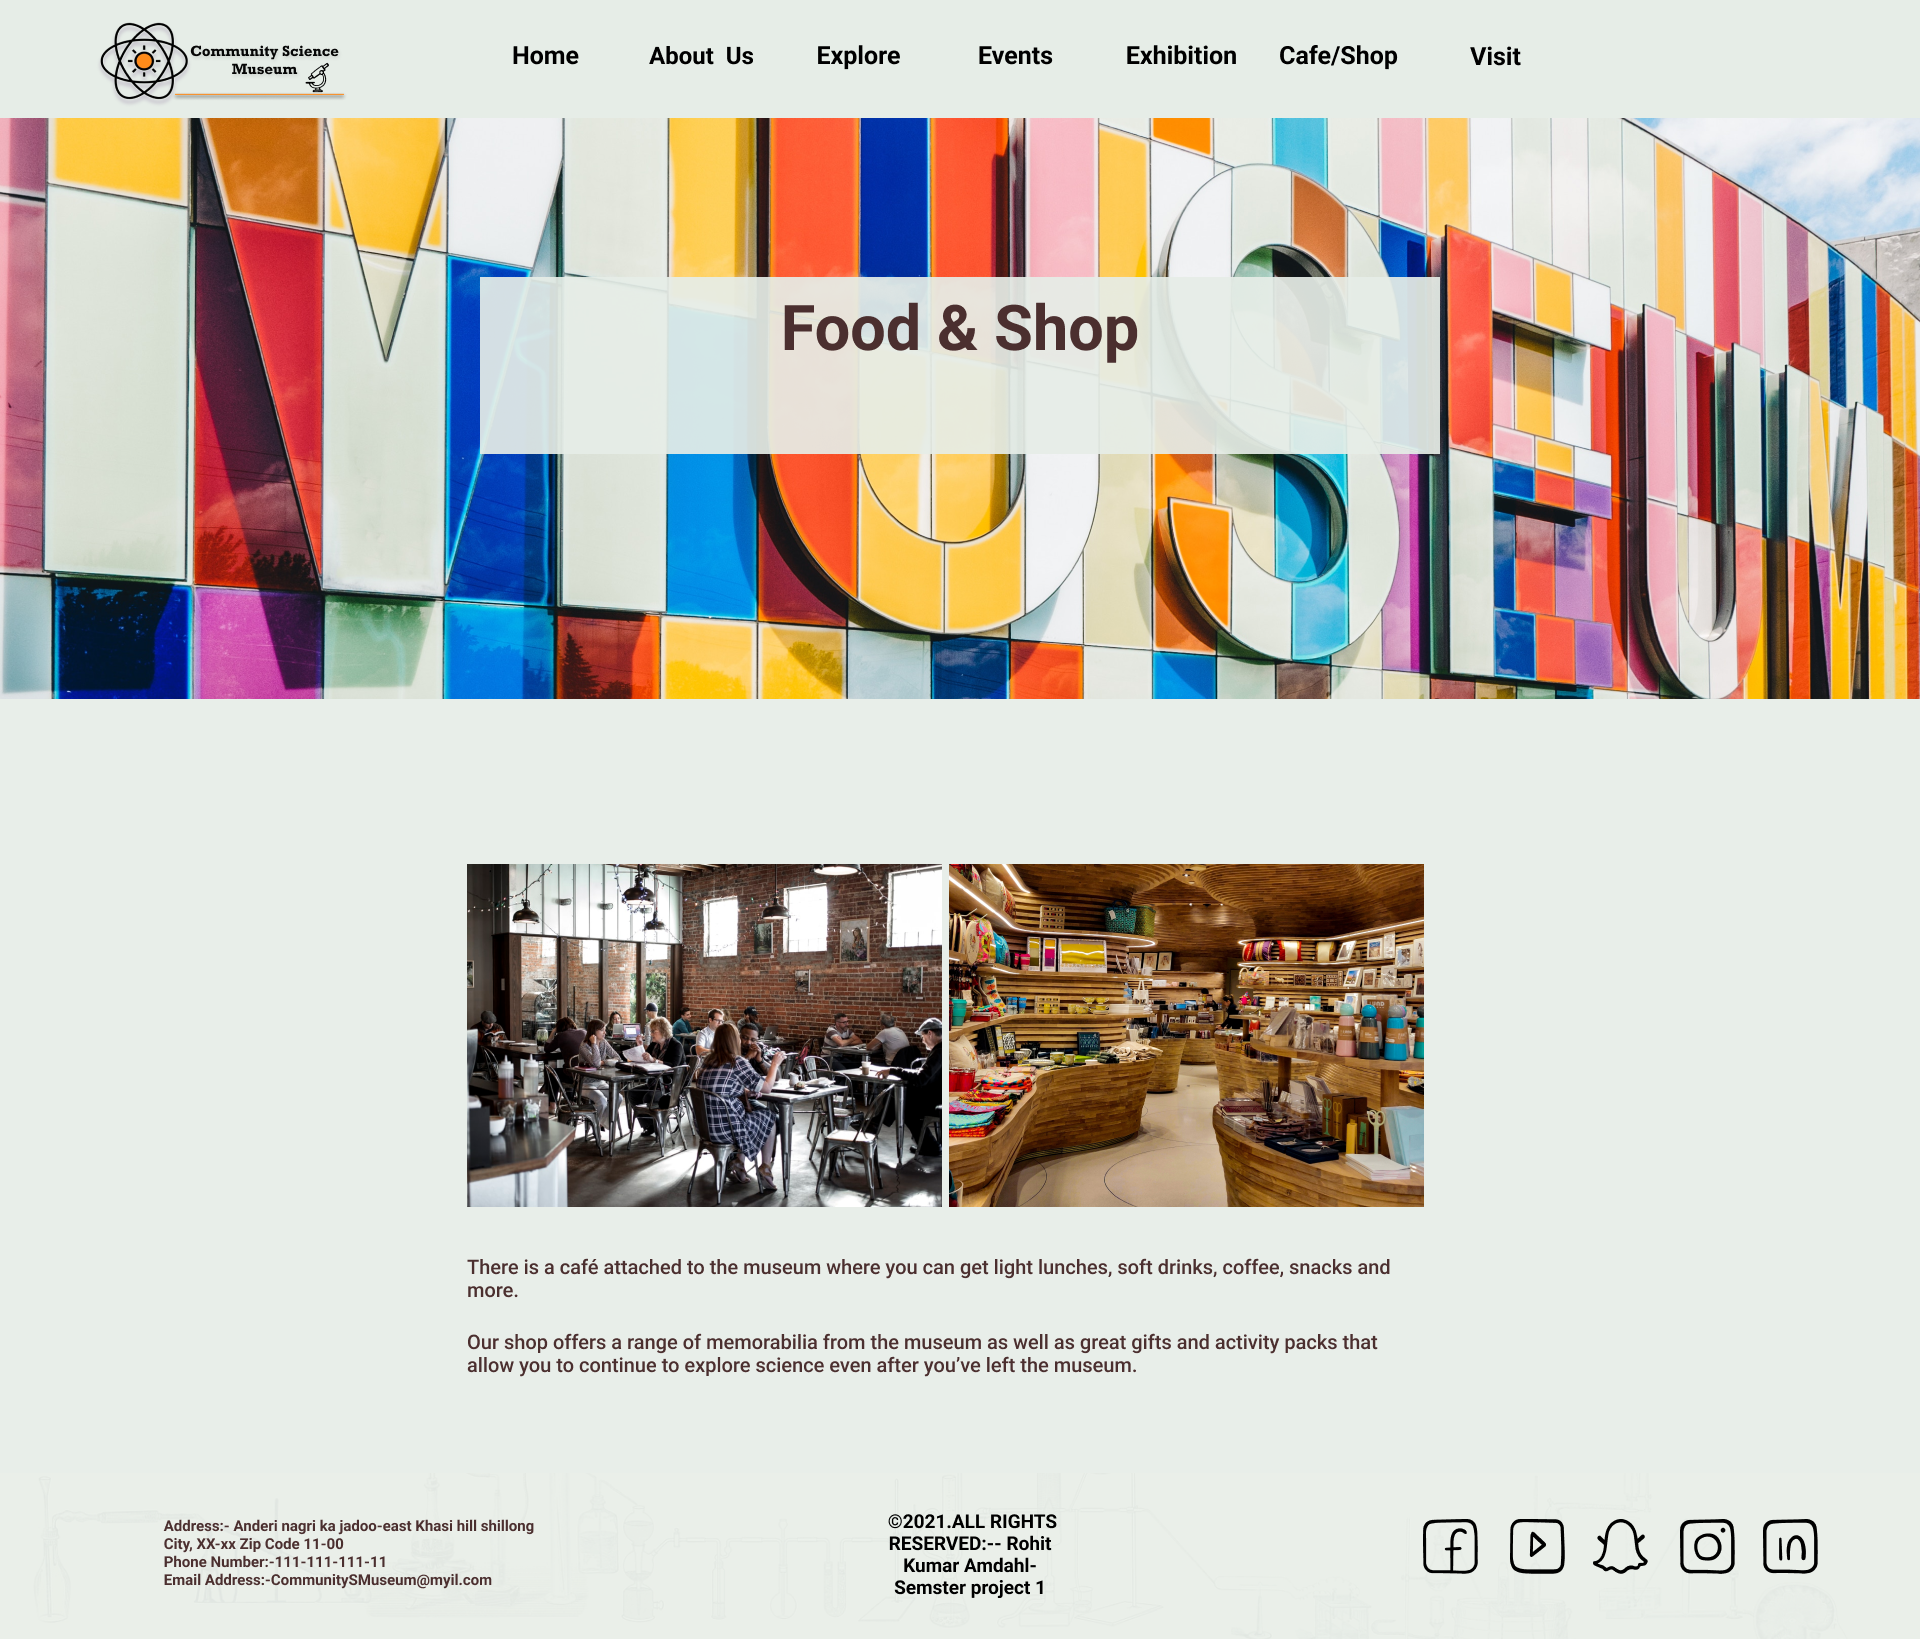 Community Science
Museum
Home
About Us
Explore
Events
Exhibition
Cafe/Shop
Visit
MUSEUM
Food & Shop
There is a café attached to the museum where you can get light lunches, soft drinks, coffee, snacks and
more.
Our shop offers a range of memorabilia from the museum as well as great gifts and activity packs that
allow you to continue to explore science even after you’ve left the museum.
Address:- Anderi nagri ka jadoo-east Khasi hill shillong
City, XX-xx Zip Code 11-00
Phone Number:-111-111-111-11
Email Address:-CommunitySMuseum@myil.com
©2021.ALL RIGHTS
RESERVED:-- Rohit
Kumar Amdahl-
Semster project 1